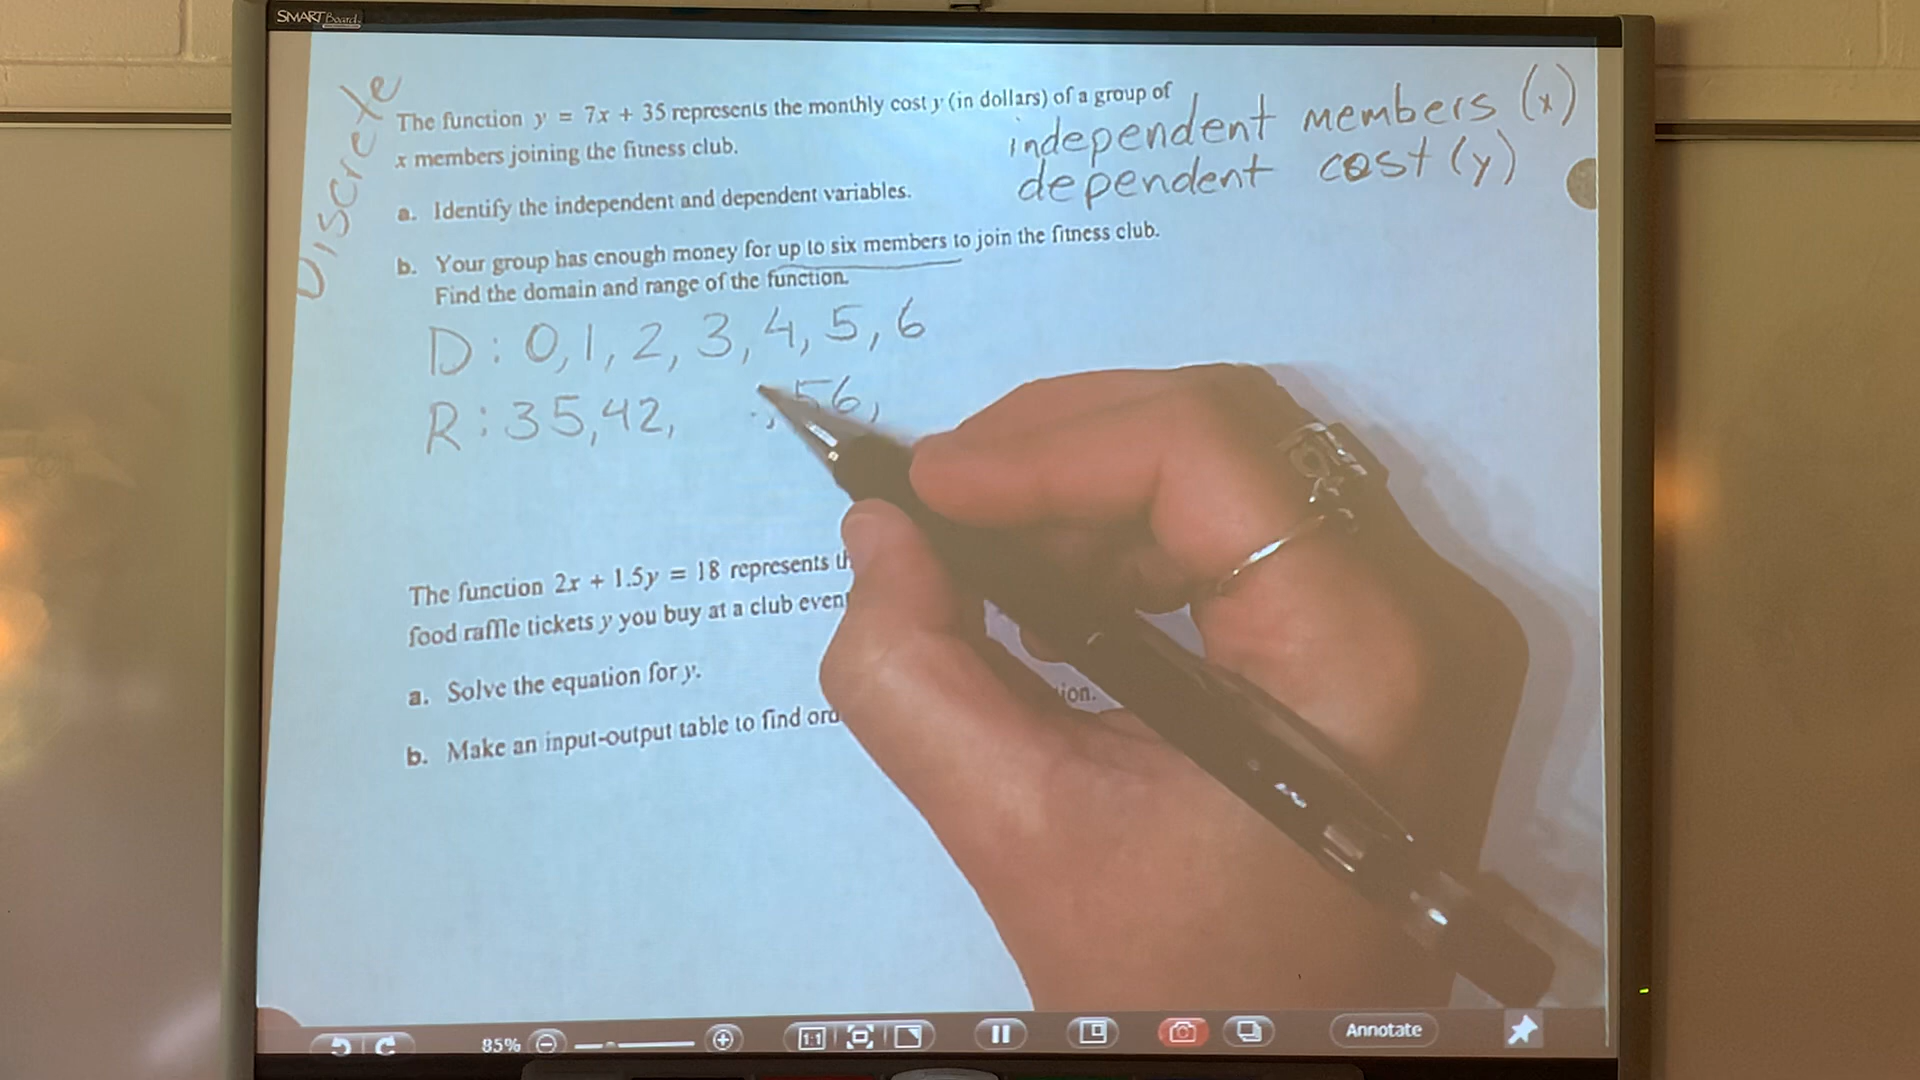 SMART Board
Discrete
The function y = 7x + 35 represents the monthly cost y (in dollars) of a group of
x members joining the fitness club.
independent members (x)
dependent cost (y)
a. Identify the independent and dependent variables.
b. Your group has enough money for up to six members to join the fitness club.
Find the domain and range of the function.
D : 0, 1, 2, 3, 4, 5, 6
R : 35, 42, , 56,
The function 2x + 1.5y = 18 represents
food raffle tickets y you buy at a club
a. Solve the equation for y.
b. Make an input-output table to find
85%
1:1
Annotate